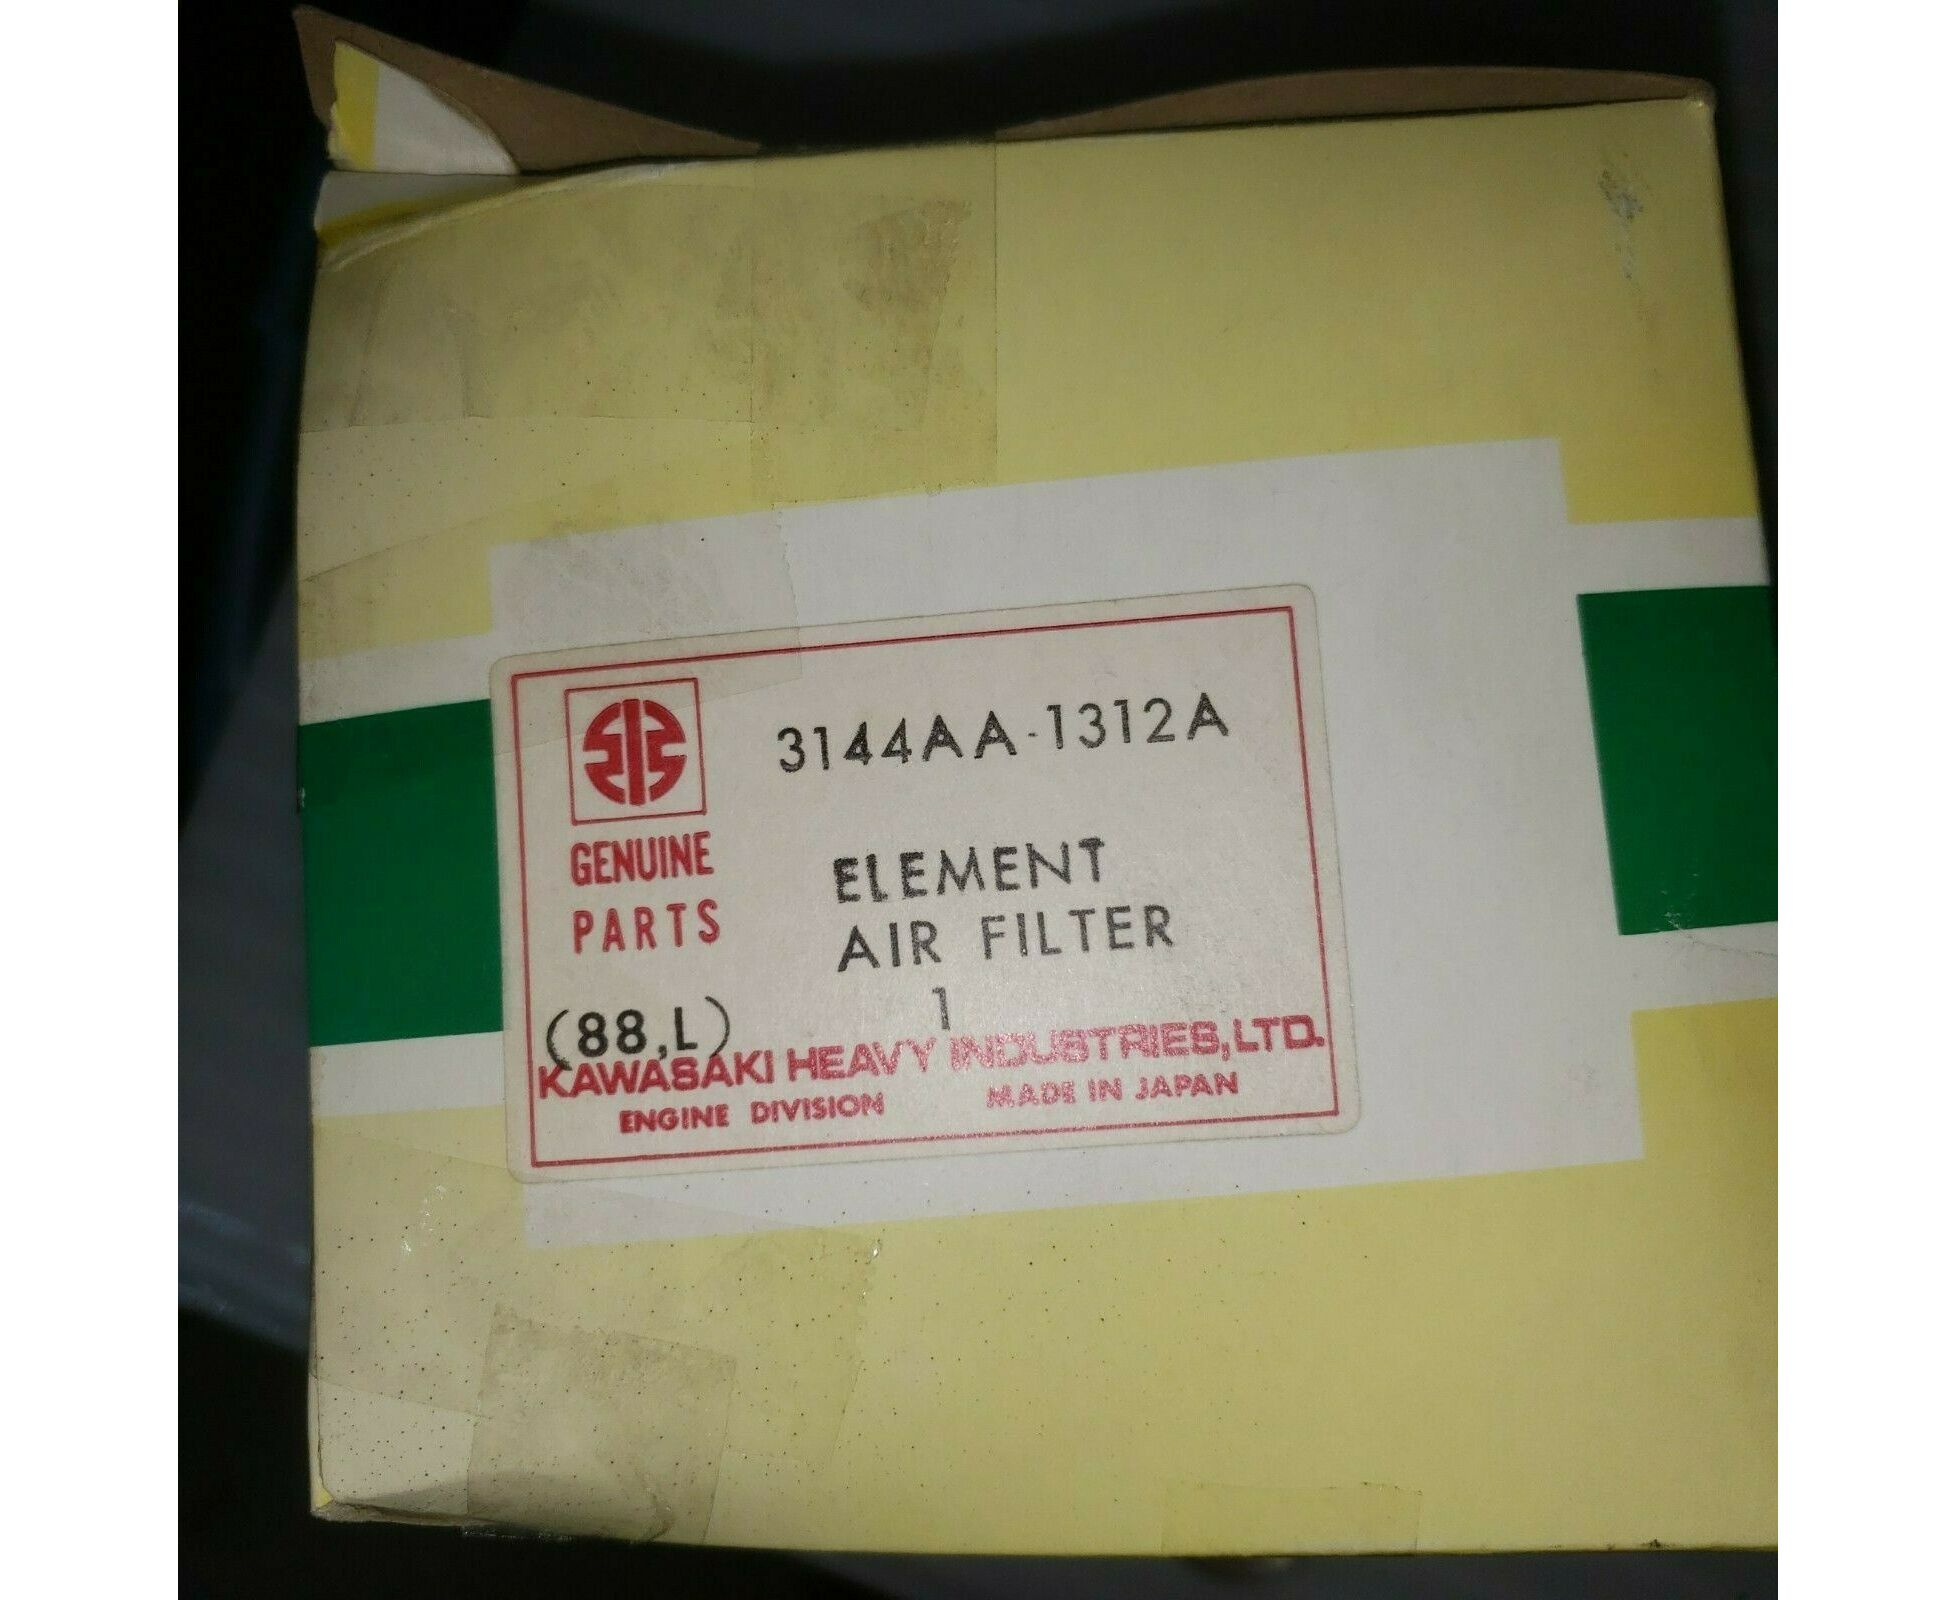 3144AA-1312A
GENUINE
PARTS
ELEMENT
AIR FILTER
1
(88,L)
KAWASAKI HEAVY INDUSTRIES,LTD.
ENGINE DIVISION MADE IN JAPAN